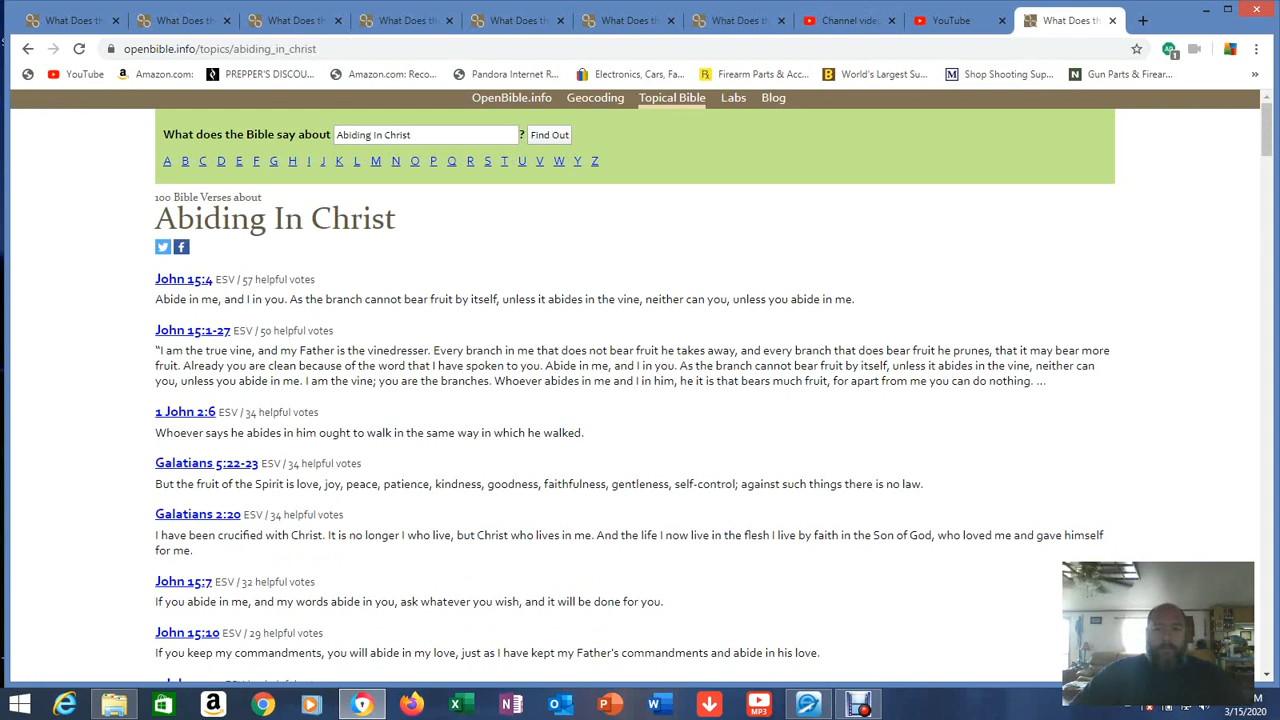 What Does the
What Does the
What Does the
What Does the
What Does the
What Does the
What Does the
Channel video
YouTube
What Does the
openbible.info/topics/abiding_in_christ
YouTube
Amazon.com:
PREPPER'S DISCOU...
Amazon.com: Reco...
Pandora Internet R...
Electronics, Cars, Fa...
Firearm Parts & Acc...
World's Largest Su...
Shop Shooting Sup...
Gun Parts & Firear...
»
OpenBible.info Geocoding Topical Bible Labs Blog
What does the Bible say about Abiding In Christ ? Find Out
A B C D E F G H I J K L M N O P Q R S T U V W Y Z
100 Bible Verses about
Abiding In Christ
John 15:4 ESV / 57 helpful votes
Abide in me, and I in you. As the branch cannot bear fruit by itself, unless it abides in the vine, neither can you, unless you abide in me.
John 15:1-27 ESV / 50 helpful votes
“I am the true vine, and my Father is the vinedresser. Every branch in me that does not bear fruit he takes away, and every branch that does bear fruit he prunes, that it may bear more
fruit. Already you are clean because of the word that I have spoken to you. Abide in me, and I in you. As the branch cannot bear fruit by itself, unless it abides in the vine, neither can
you, unless you abide in me. I am the vine; you are the branches. Whoever abides in me and I in him, he it is that bears much fruit, for apart from me you can do nothing. ...
1 John 2:6 ESV / 34 helpful votes
Whoever says he abides in him ought to walk in the same way in which he walked.
Galatians 5:22-23 ESV / 34 helpful votes
But the fruit of the Spirit is love, joy, peace, patience, kindness, goodness, faithfulness, gentleness, self-control; against such things there is no law.
Galatians 2:20 ESV / 34 helpful votes
I have been crucified with Christ. It is no longer I who live, but Christ who lives in me. And the life I now live in the flesh I live by faith in the Son of God, who loved me and gave himself
for me.
John 15:7 ESV / 32 helpful votes
If you abide in me, and my words abide in you, ask whatever you wish, and it will be done for you.
John 15:10 ESV / 29 helpful votes
If you keep my commandments, you will abide in my love, just as I have kept my Father's commandments and abide in his love.
MP3
3/15/2020